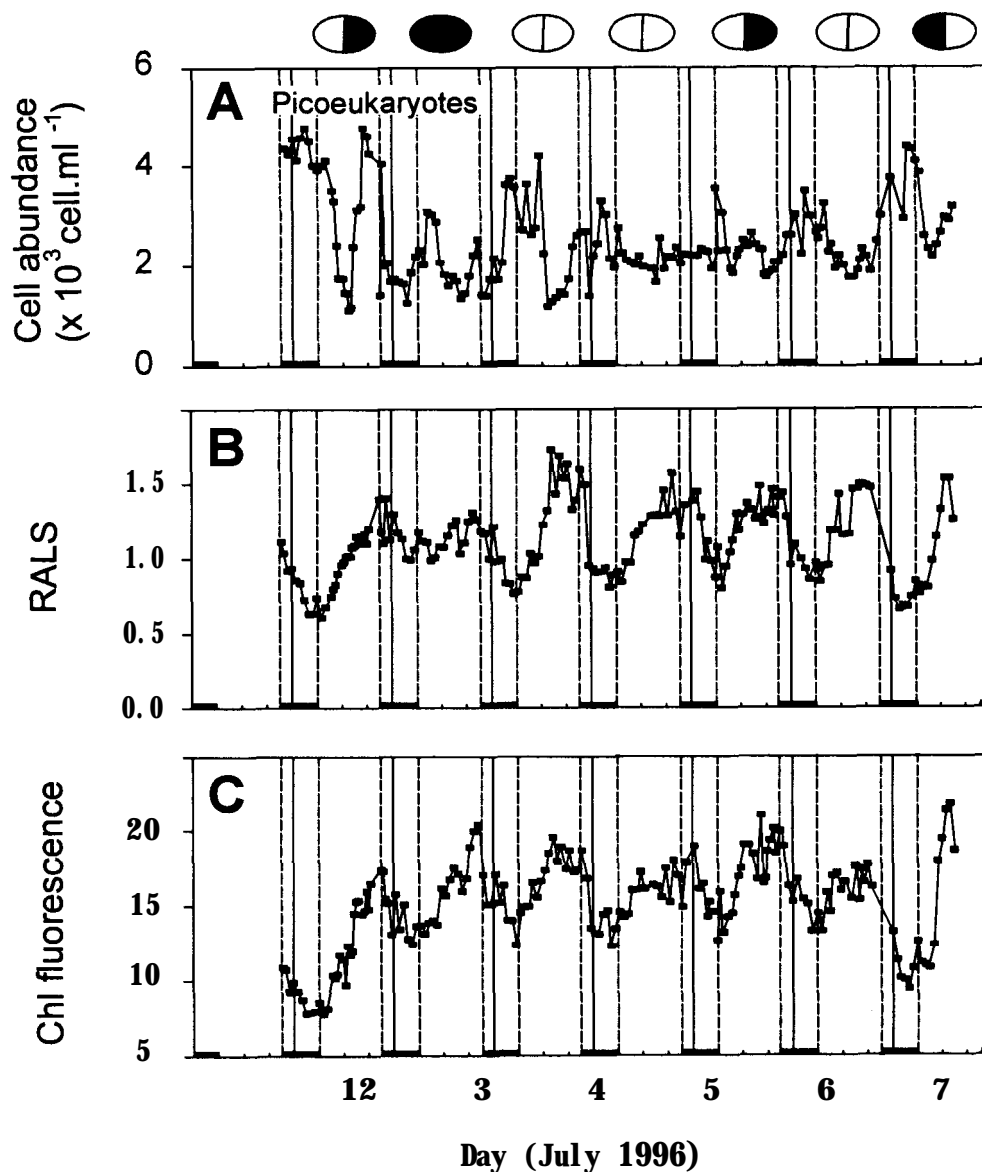 6
A Picoeukaryotes
4
2
0
Cell abundance
(x 10³ cell.ml⁻¹)
B
1.5
1.0
0.5
0.0
RALS
C
20
15
10
5
Chl fluorescence
12 3 4 5 6 7
Day (July 1996)